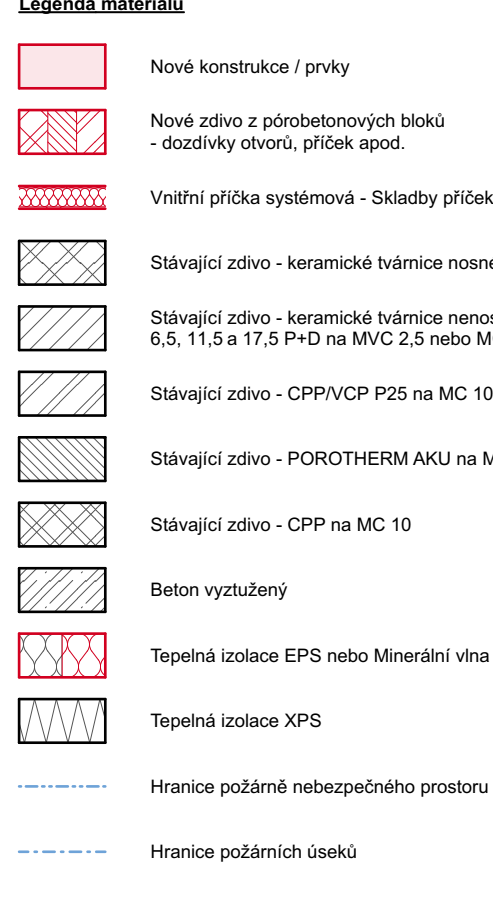 Legenda materiálů
Nové konstrukce / prvky
Nové zdivo z pórobetonových bloků
- dozdívky otvorů, příček apod.
Vnitřní příčka systémová - Skladby příček
Stávající zdivo - keramické tvárnice
Stávající zdivo - keramické tvárnice
6,5, 11,5 a 17,5 P+D na MVC 2,5 nebo
Stávající zdivo - CPP/VCP P25 na MC 10
Stávající zdivo - POROTHERM AKU na
Stávající zdivo - CPP na MC 10
Beton vyztužený
Tepelná izolace EPS nebo Minerální vlna
Tepelná izolace XPS
Hranice požárně nebezpečného prostoru
Hranice požárních úseků